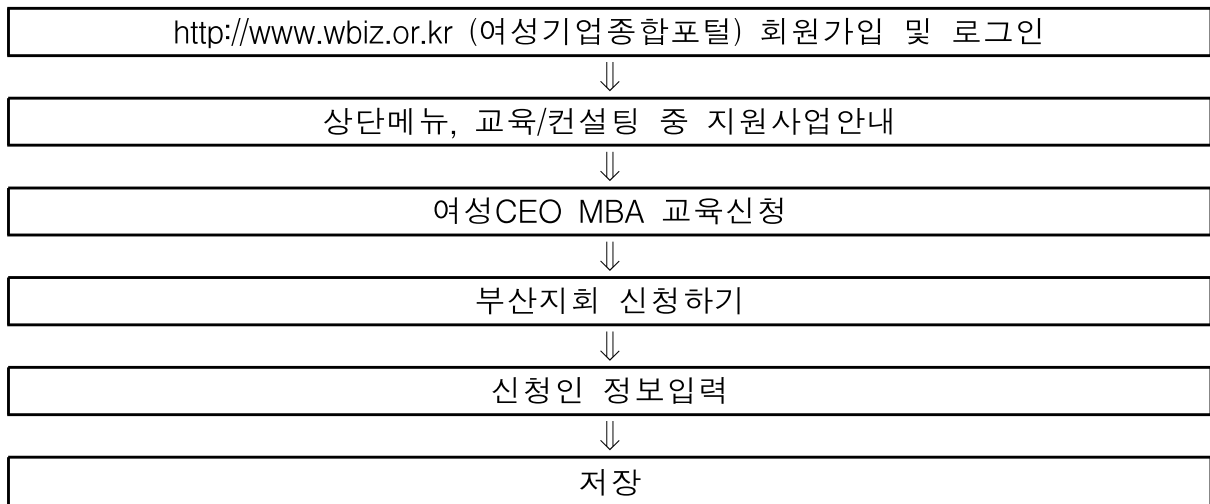 http://www.wbiz.or.kr (여성기업종합포털) 회원가입 및 로그인
⇓
상단메뉴, 교육/컨설팅 중 지원사업안내
⇓
여성CEO MBA 교육신청
⇓
부산지회 신청하기
⇓
신청인 정보입력
⇓
저장